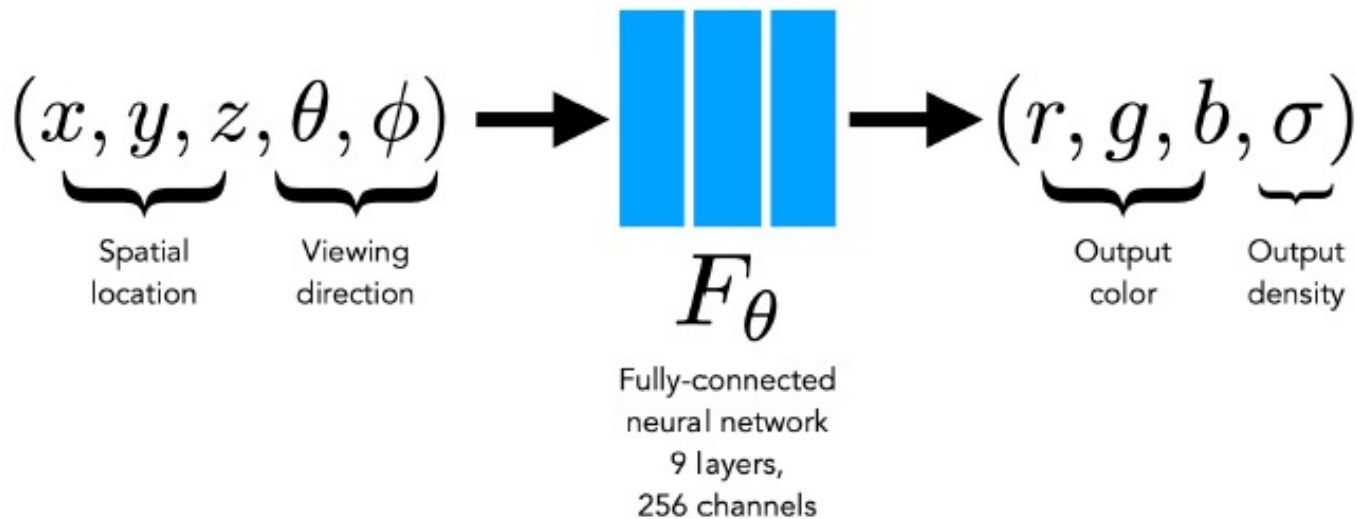 (x, y, z, θ, ϕ)
Spatial
location
Viewing
direction
F_θ
Fully-connected
neural network
9 layers,
256 channels
(r, g, b, σ)
Output
color
Output
density